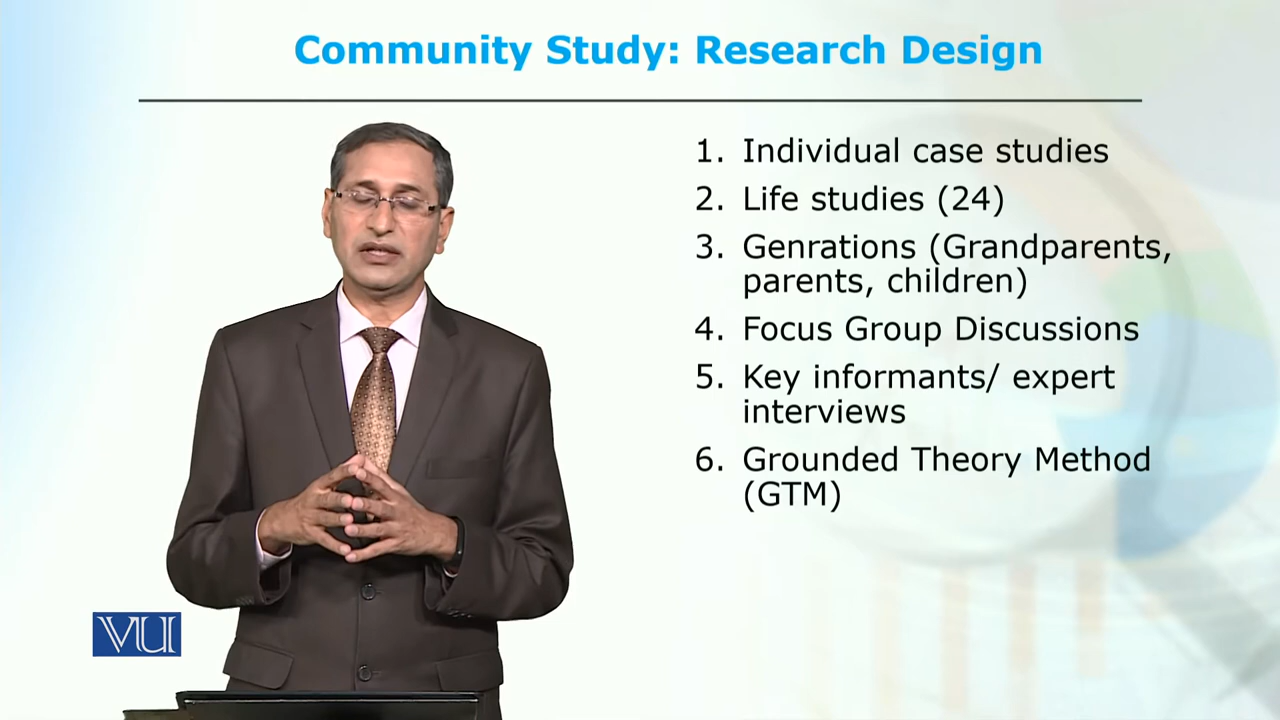 Community Study: Research Design
1. Individual case studies
2. Life studies (24)
3. Genrations (Grandparents,
parents, children)
4. Focus Group Discussions
5. Key informants/ expert
interviews
6. Grounded Theory Method
(GTM)
VU